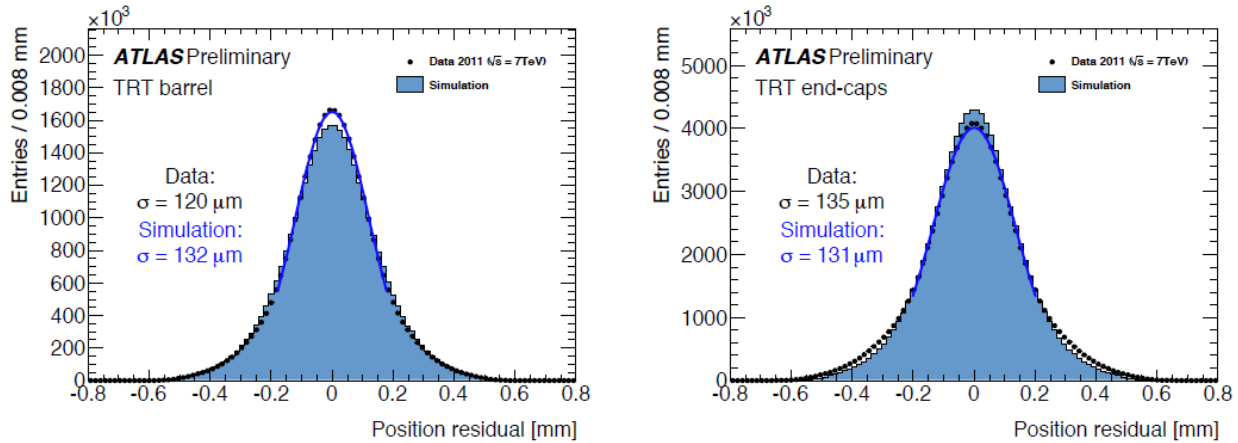 ×10³
2000
1800
1600
1400
1200
1000
800
600
400
200
0
Entries / 0.008 mm
ATLAS Preliminary
TRT barrel
Data 2011 (√s = 7TeV)
Simulation
Data:
σ = 120 μm
Simulation:
σ = 132 μm
-0.8 -0.6 -0.4 -0.2 0 0.2 0.4 0.6 0.8
Position residual [mm]
×10³
5000
4000
3000
2000
1000
0
Entries / 0.008 mm
ATLAS Preliminary
TRT end-caps
Data 2011 (√s = 7TeV)
Simulation
Data:
σ = 135 μm
Simulation:
σ = 131 μm
-0.8 -0.6 -0.4 -0.2 0 0.2 0.4 0.6 0.8
Position residual [mm]